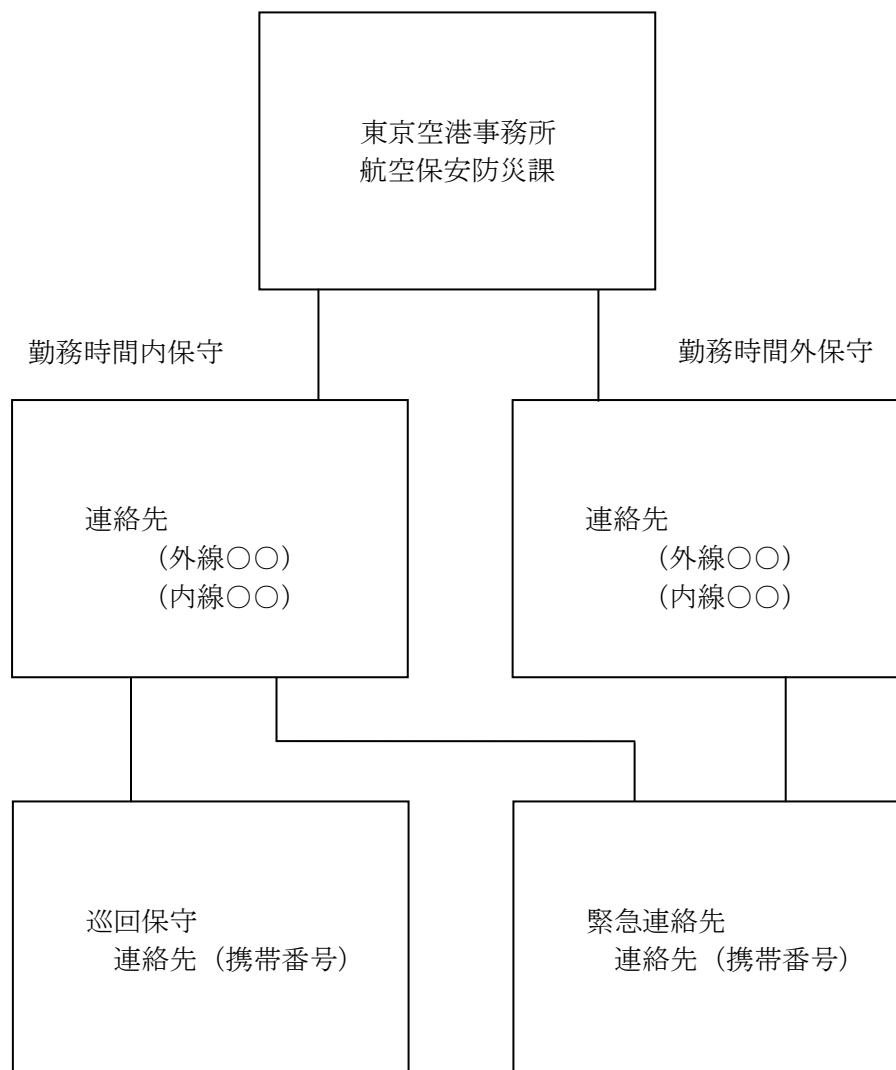 東京空港事務所
航空保安防災課
勤務時間内保守
勤務時間外保守
連絡先
（外線○○）
（内線○○）
連絡先
（外線○○）
（内線○○）
巡回保守
連絡先（携帯番号）
緊急連絡先
連絡先（携帯番号）